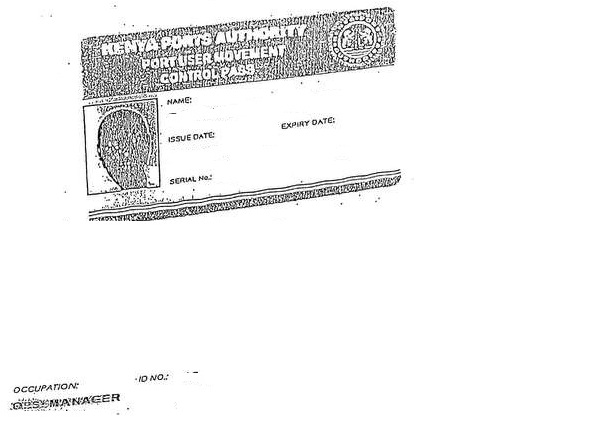 KENYA PORTS AUTHORITY
PORT USER MOVEMENT
CONTROL PASS
NAME:
ISSUE DATE:
EXPIRY DATE:
SERIAL No.:
OCCUPATION:
ID NO.:
MANAGER